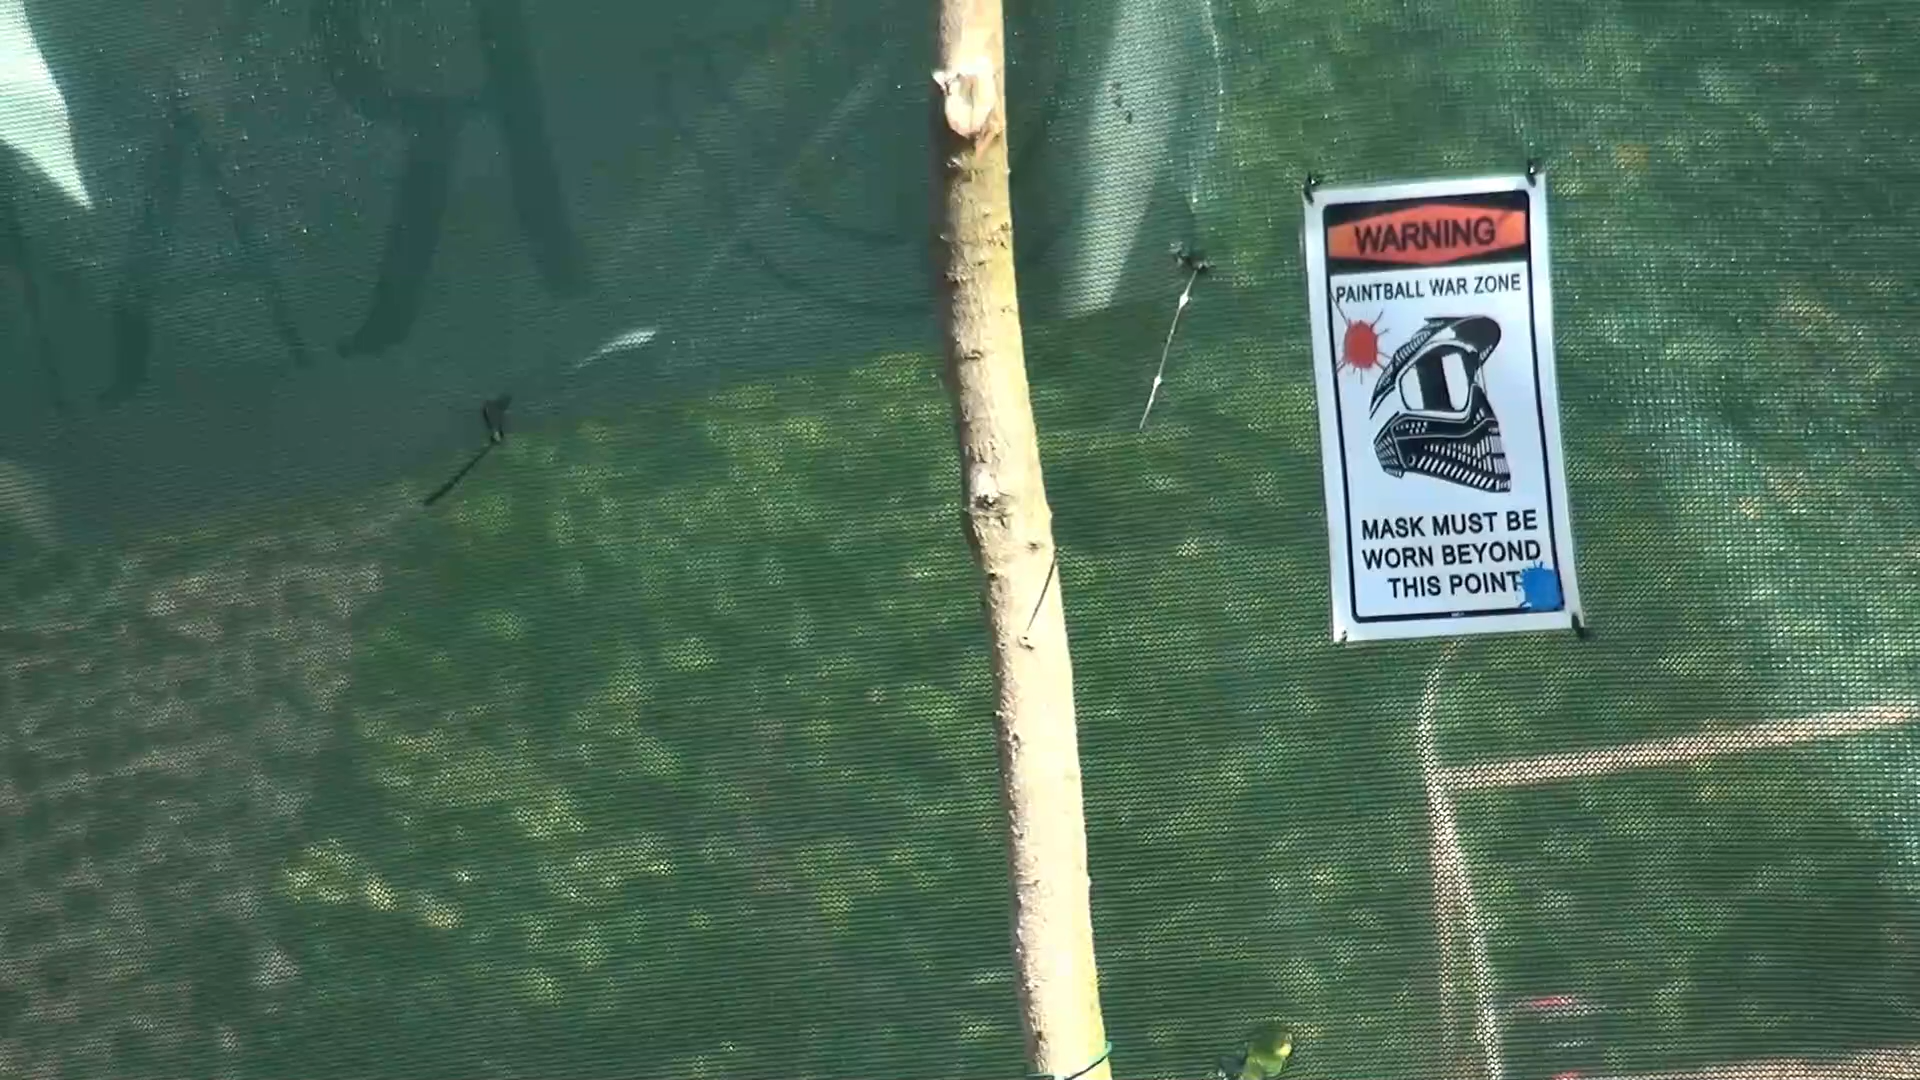 WARNING
PAINTBALL WAR ZONE
MASK MUST BE
WORN BEYOND
THIS POINT